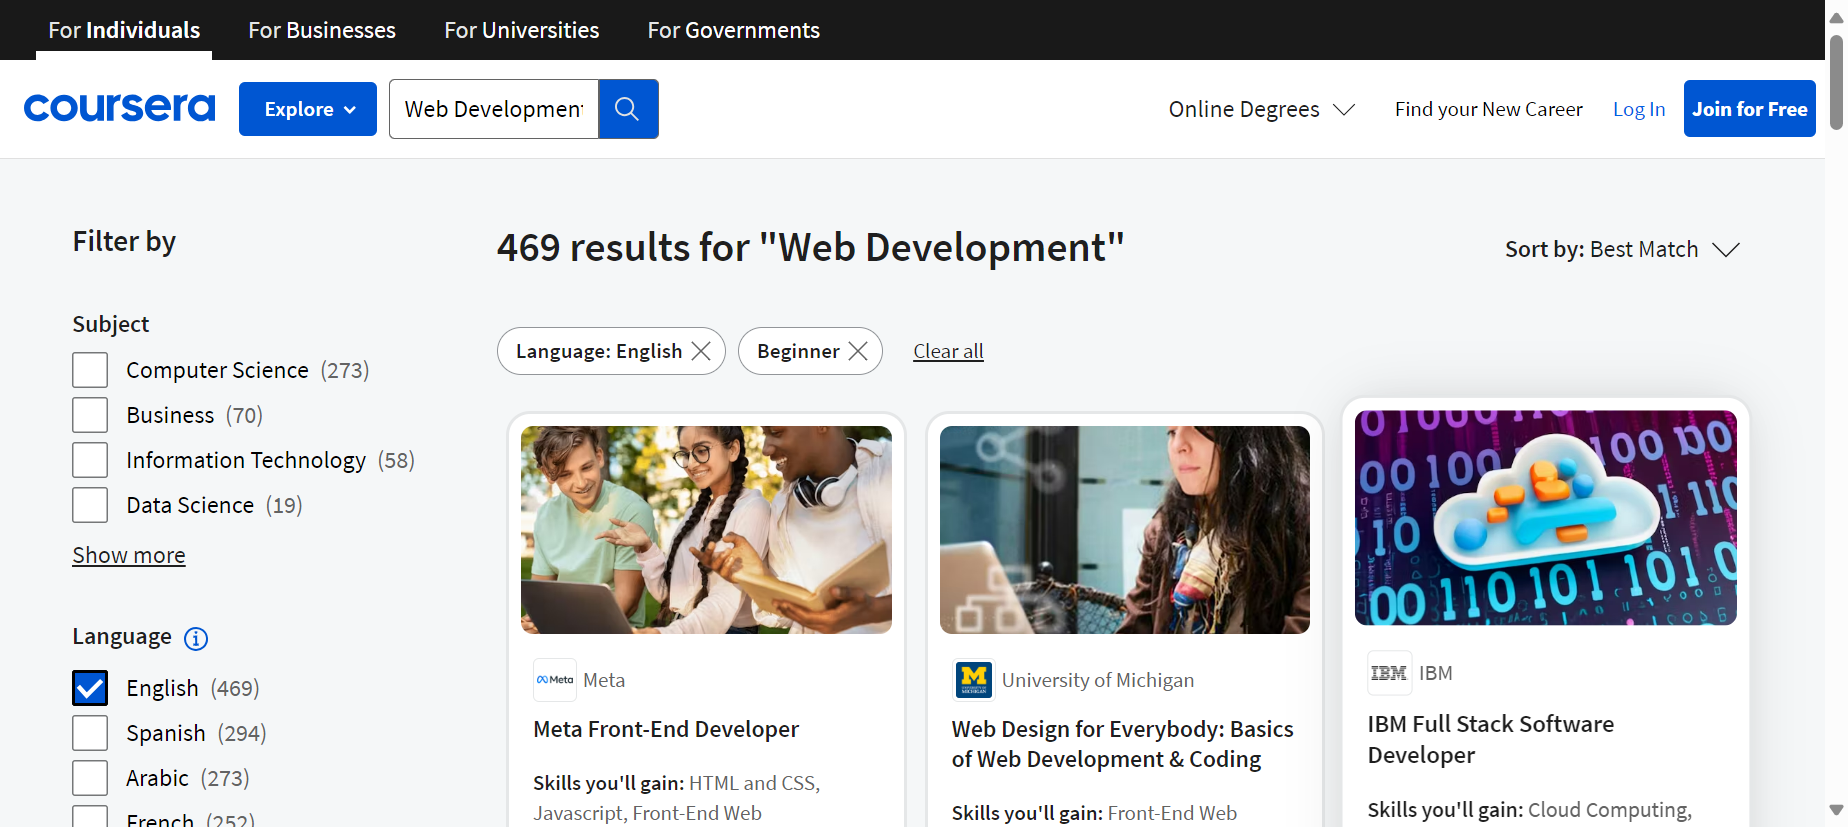 For Individuals
For Businesses
For Universities
For Governments
coursera
Explore
Web Development
Online Degrees
Find your New Career
Log In
Join for Free
Filter by
469 results for "Web Development"
Sort by: Best Match
Subject
Language: English
Beginner
Clear all
Computer Science (273)
Business (70)
Information Technology (58)
Data Science (19)
Show more
Language
English (469)
Spanish (294)
Arabic (273)
French (252)
Meta
Meta
Meta Front-End Developer
Skills you'll gain: HTML and CSS,
Javascript, Front-End Web
University of Michigan
Web Design for Everybody: Basics
of Web Development & Coding
Skills you'll gain: Front-End Web
IBM
IBM
IBM Full Stack Software
Developer
Skills you'll gain: Cloud Computing,